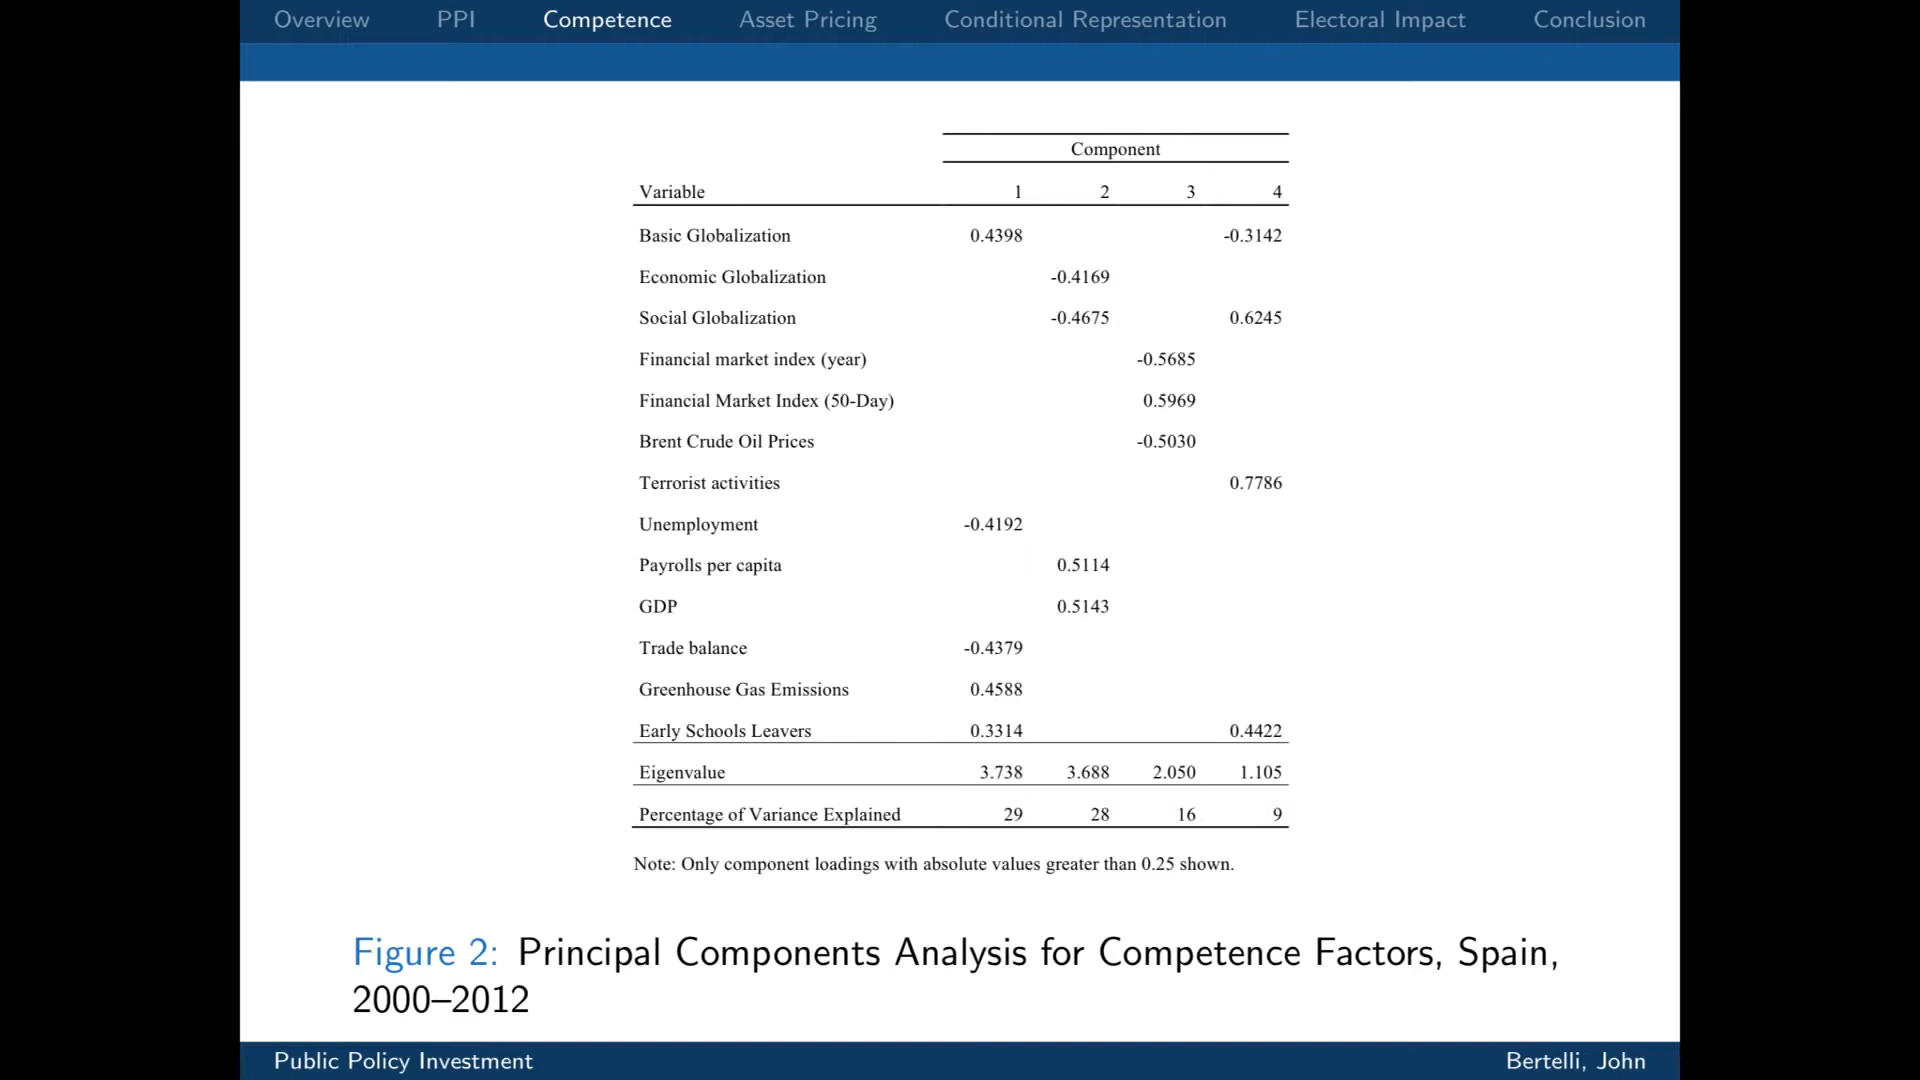 Overview PPI Competence Asset Pricing Conditional Representation Electoral Impact Conclusion
Component
Variable 1 2 3 4
Basic Globalization 0.4398 -0.3142
Economic Globalization -0.4169
Social Globalization -0.4675 0.6245
Financial market index (year) -0.5685
Financial Market Index (50-Day) 0.5969
Brent Crude Oil Prices -0.5030
Terrorist activities 0.7786
Unemployment -0.4192
Payrolls per capita 0.5114
GDP 0.5143
Trade balance -0.4379
Greenhouse Gas Emissions 0.4588
Early Schools Leavers 0.3314 0.4422
Eigenvalue 3.738 3.688 2.050 1.105
Percentage of Variance Explained 29 28 16 9
Note: Only component loadings with absolute values greater than 0.25 shown.
Figure 2: Principal Components Analysis for Competence Factors, Spain,
2000–2012
Public Policy Investment Bertelli, John